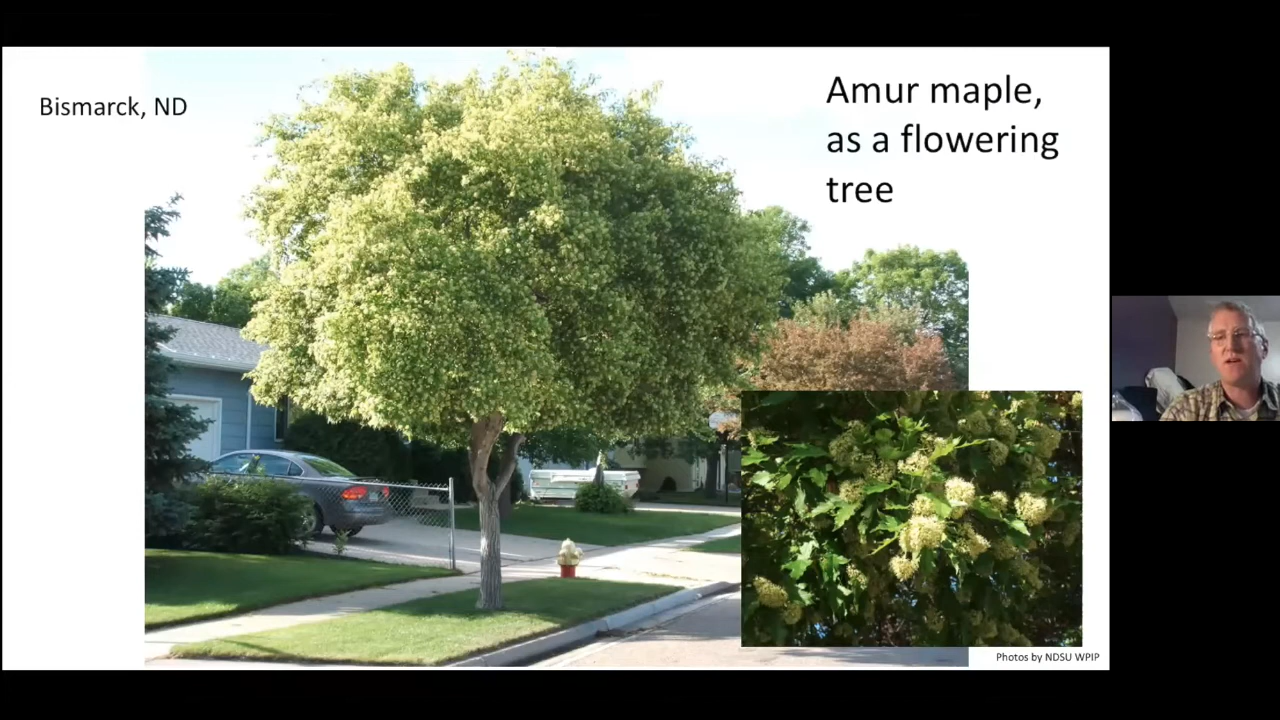 Bismarck, ND
Amur maple,
as a flowering
tree
Photos by NDSU WPIP